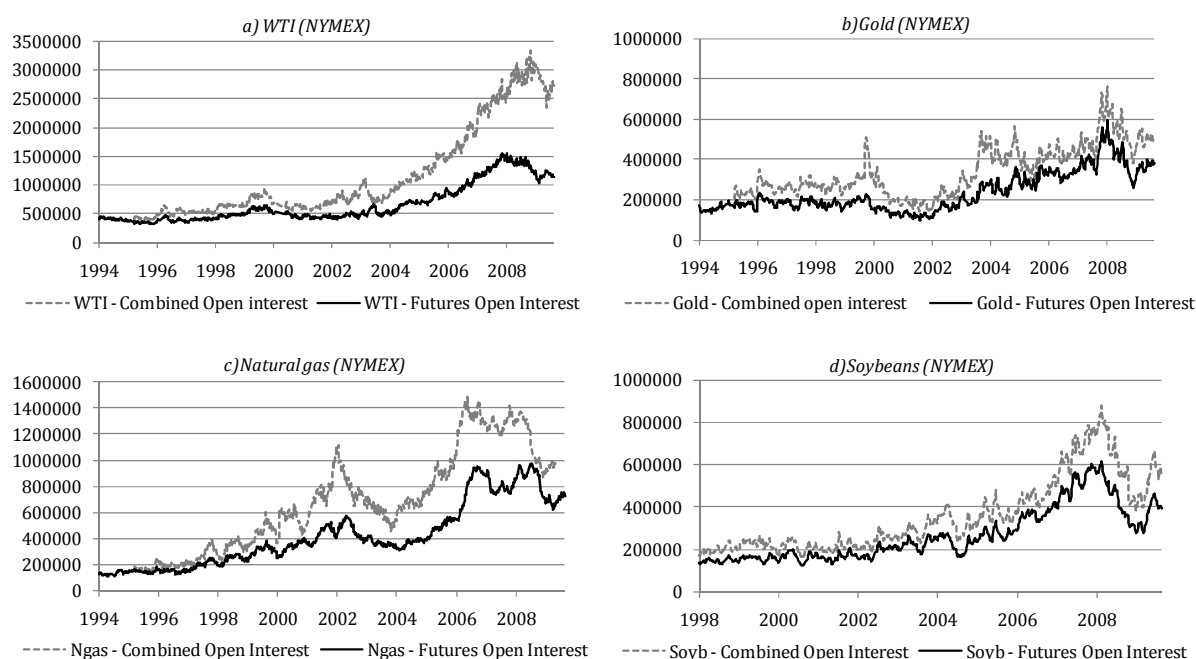 a) WTI (NYMEX)
3500000
3000000
2500000
2000000
1500000
1000000
500000
0
1994 1996 1998 2000 2002 2004 2006 2008
WTI - Combined Open interest WTI - Futures Open Interest
b)Gold (NYMEX)
1000000
800000
600000
400000
200000
0
1994 1996 1998 2000 2002 2004 2006 2008
Gold - Combined open interest Gold - Futures Open Interest
c)Natural gas (NYMEX)
1600000
1400000
1200000
1000000
800000
600000
400000
200000
0
1994 1996 1998 2000 2002 2004 2006 2008
Ngas - Combined Open Interest Ngas - Futures Open Interest
d)Soybeans (NYMEX)
1000000
800000
600000
400000
200000
0
1998 2000 2002 2004 2006 2008
Soyb - Combined Open Interest Soyb - Futures Open Interest